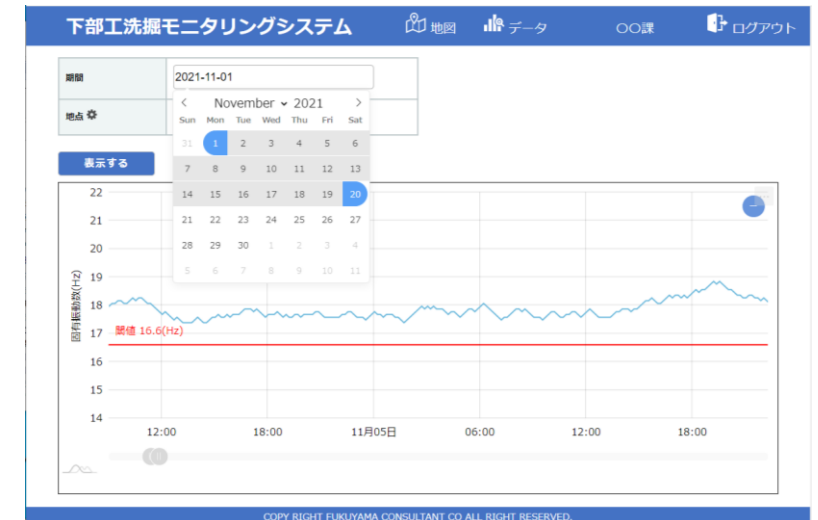 下部工洗掘モニタリングシステム 地図 データ 〇〇課 ログアウト
期間 2021-11-01
地点
November 2021
Sun Mon Tue Wed Thu Fri Sat
31 1 2 3 4 5 6
7 8 9 10 11 12 13
14 15 16 17 18 19 20
21 22 23 24 25 26 27
28 29 30 1 2 3 4
5 6 7 8 9 10 11
表示する
固有振動数(Hz)
22
21
20
19
18
17
16
15
14
閾値 16.6(Hz)
12:00 18:00 11月05日 06:00 12:00 18:00
COPY RIGHT FUKUYAMA CONSULTANT CO ALL RIGHT RESERVED.